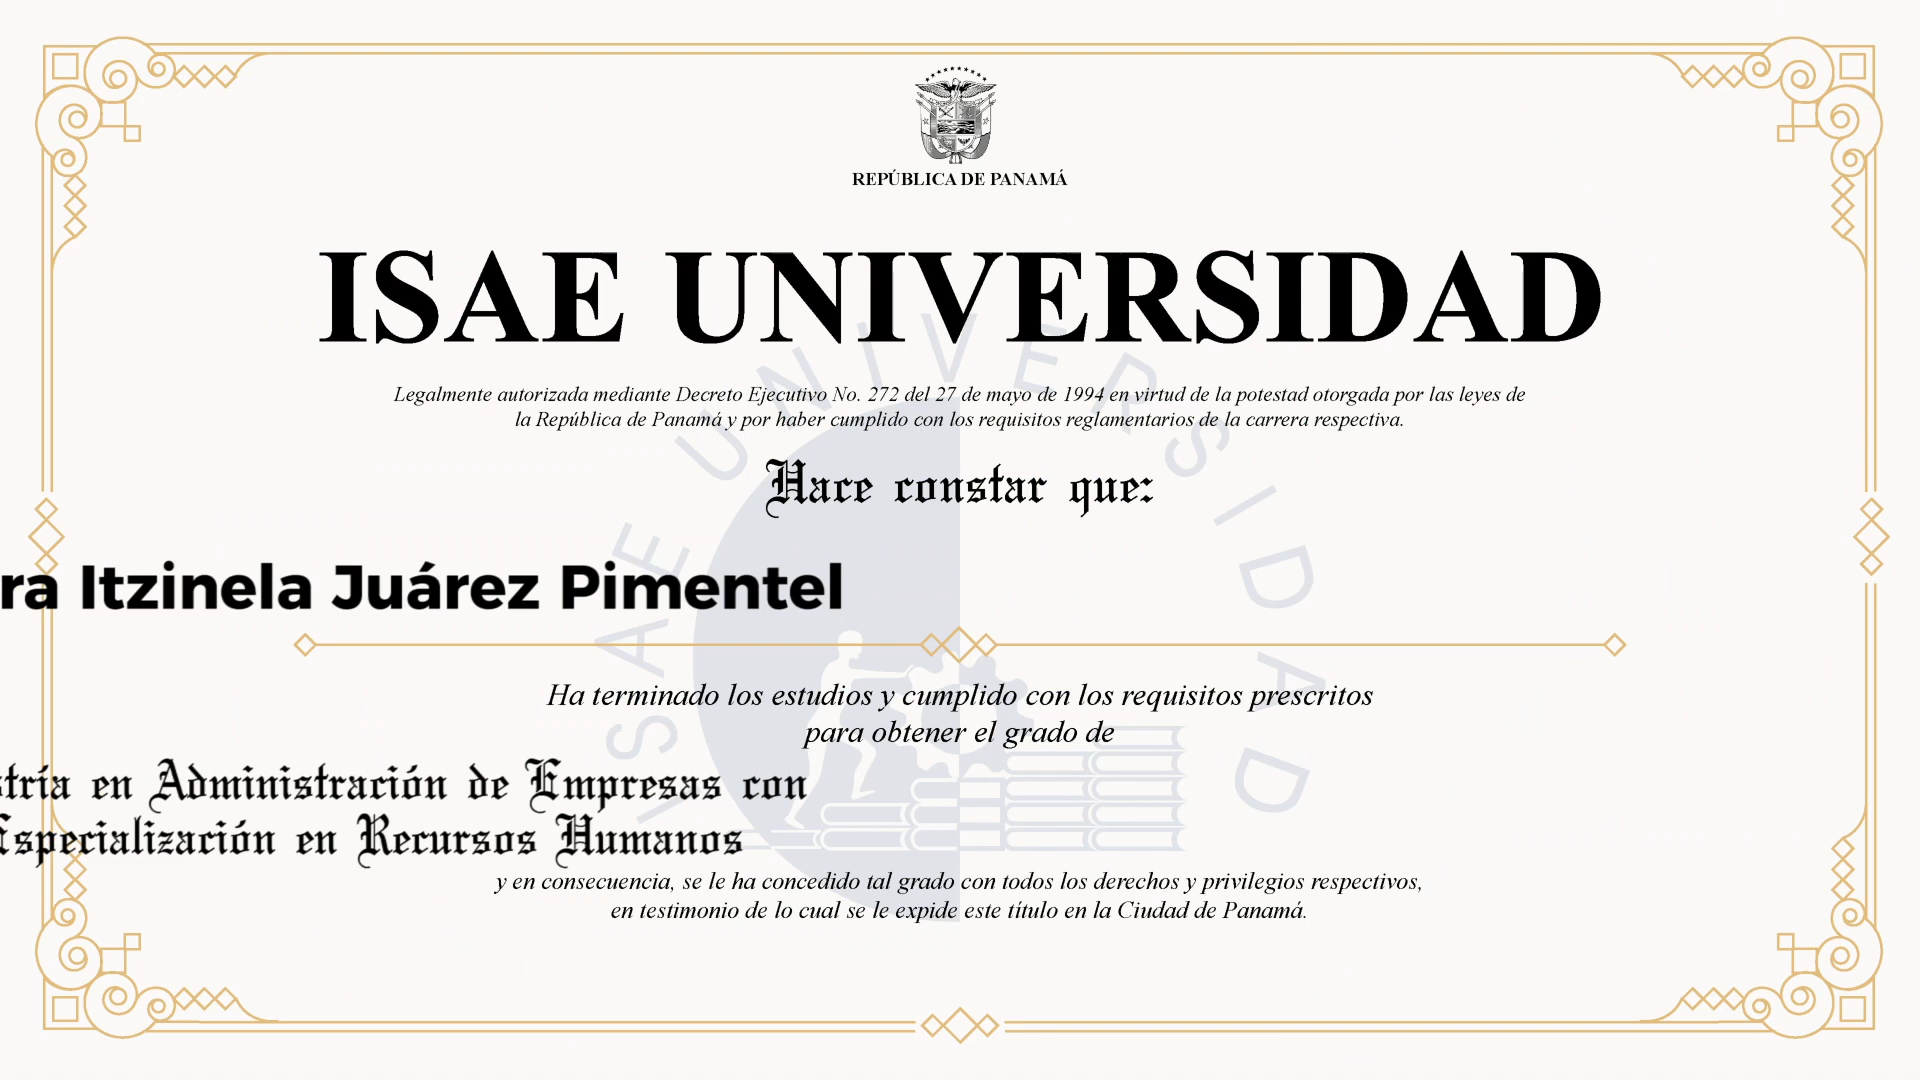 REPÚBLICA DE PANAMÁ
ISAE UNIVERSIDAD
Legalmente autorizada mediante Decreto Ejecutivo No. 272 del 27 de mayo de 1994 en virtud de la potestad otorgada por las leyes de
la República de Panamá y por haber cumplido con los requisitos reglamentarios de la carrera respectiva.
Hace constar que:
ra Itzinela Juárez Pimentel
Ha terminado los estudios y cumplido con los requisitos prescritos
para obtener el grado de
tría en Administración de Empresas con
Especialización en Recursos Humanos
y en consecuencia, se le ha concedido tal grado con todos los derechos y privilegios respectivos,
en testimonio de lo cual se le expide este título en la Ciudad de Panamá.
ISAE UNIVERSIDAD